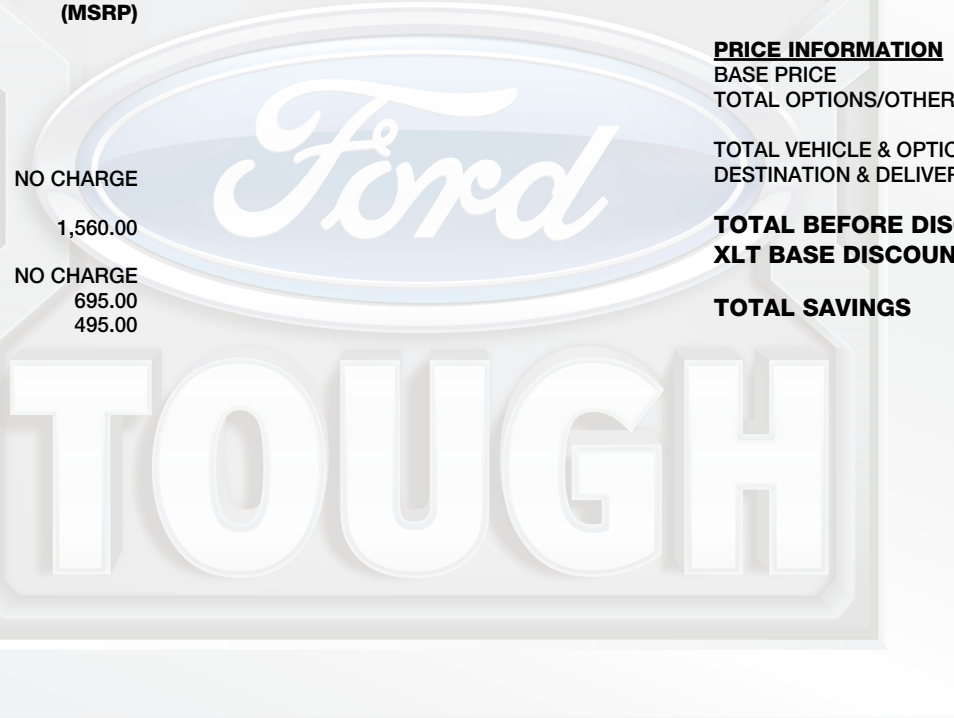 (MSRP)
NO CHARGE
1,560.00
NO CHARGE
695.00
495.00
PRICE INFORMATION
BASE PRICE
TOTAL OPTIONS/OTHER
TOTAL VEHICLE & OPTIO
DESTINATION & DELIVER
TOTAL BEFORE DIS
XLT BASE DISCOUN
TOTAL SAVINGS
Ford
TOUGH